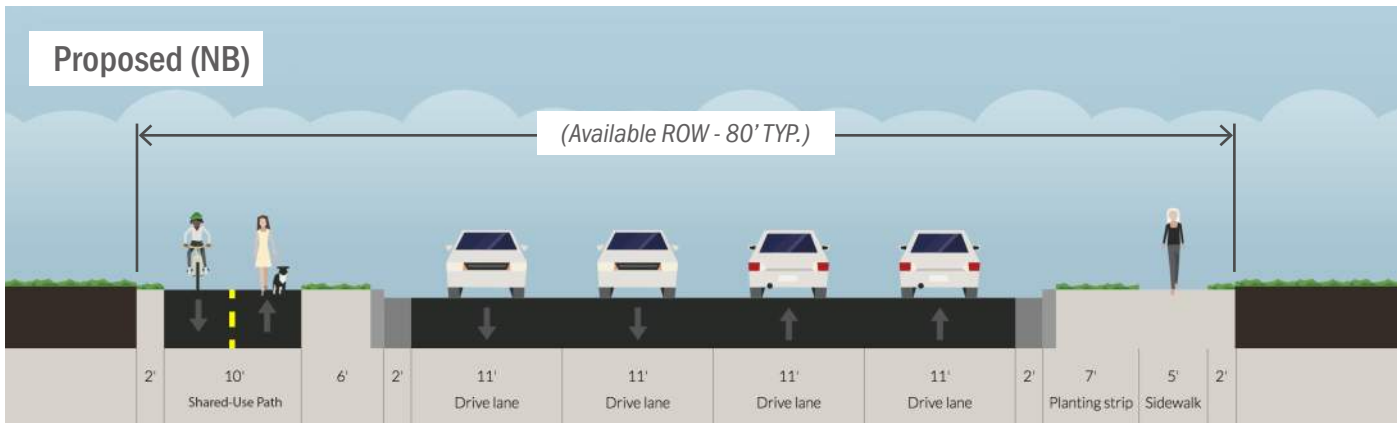 Proposed (NB)
(Available ROW - 80' TYP.)
2' 10' 6' 2' 11' 11' 11' 11' 2' 7' 5' 2'
Shared-Use Path Drive lane Drive lane Drive lane Drive lane Planting strip Sidewalk